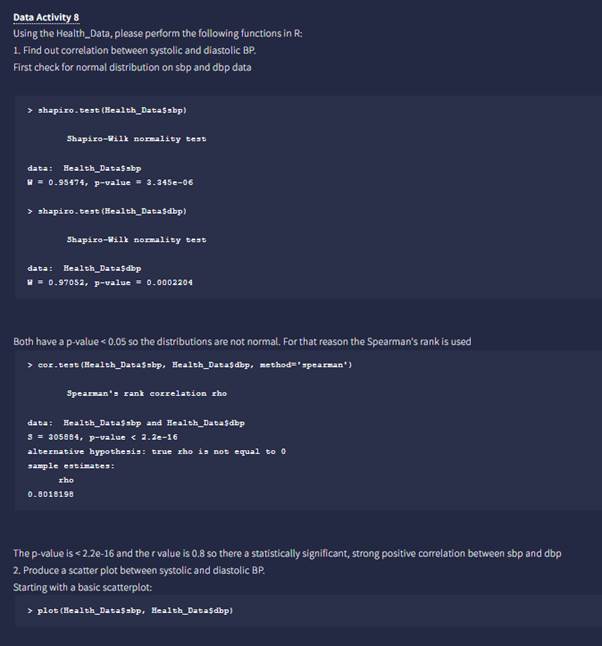 Data Activity 8
Using the Health_Data, please perform the following functions in R:
1. Find out correlation between systolic and diastolic BP.
First check for normal distribution on sbp and dbp data
> shapiro.test(Health_Data$sbp)
Shapiro-Wilk normality test
data: Health_Data$sbp
W = 0.95474, p-value = 3.345e-06
> shapiro.test(Health_Data$dbp)
Shapiro-Wilk normality test
data: Health_Data$dbp
W = 0.97052, p-value = 0.0002204
Both have a p-value < 0.05 so the distributions are not normal. For that reason the Spearman's rank is used
> cor.test(Health_Data$sbp, Health_Data$dbp, method='spearman')
Spearman's rank correlation rho
data: Health_Data$sbp and Health_Data$dbp
S = 305884, p-value < 2.2e-16
alternative hypothesis: true rho is not equal to 0
sample estimates:
rho
0.8018198
The p-value is < 2.2e-16 and the r value is 0.8 so there a statistically significant, strong positive correlation between sbp and dbp
2. Produce a scatter plot between systolic and diastolic BP.
Starting with a basic scatterplot:
> plot(Health_Data$sbp, Health_Data$dbp)